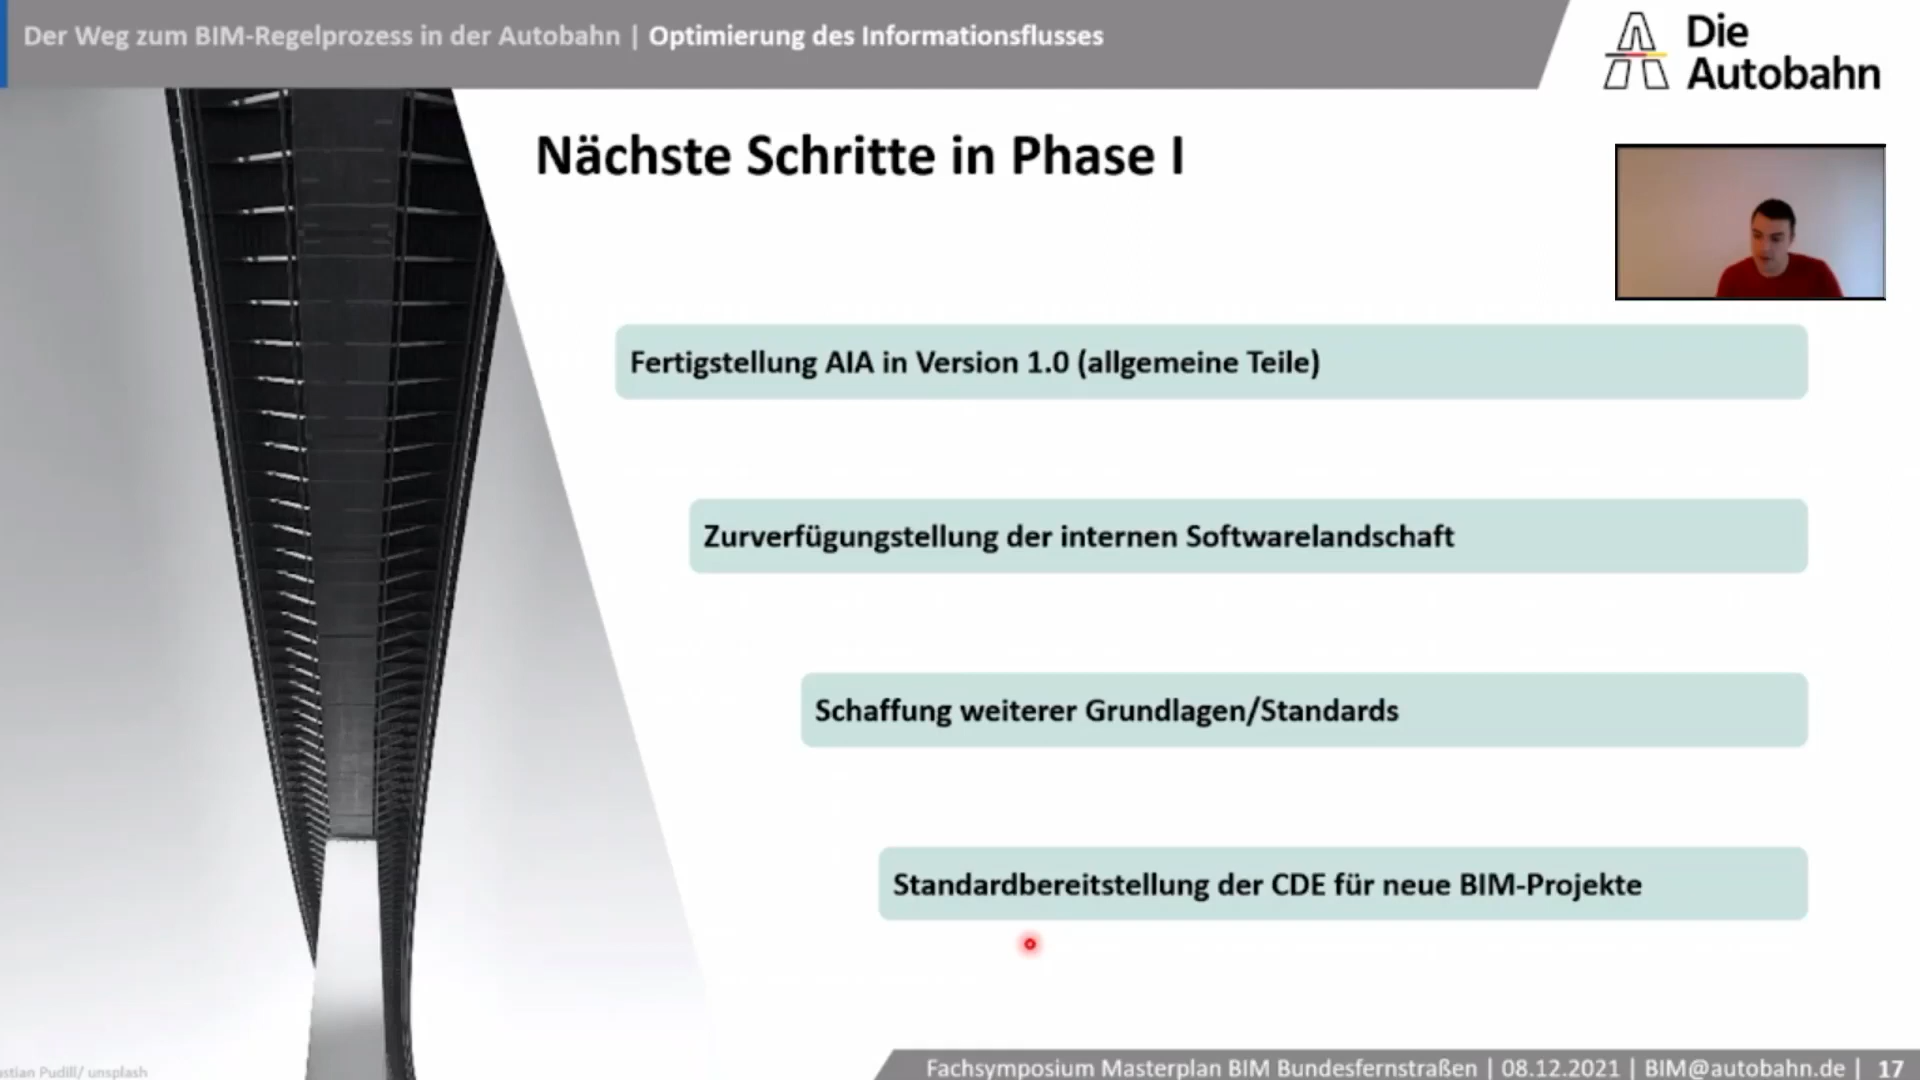 Der Weg zum BIM-Regelprozess in der Autobahn | Optimierung des Informationsflusses
Die
Autobahn
Nächste Schritte in Phase I
Fertigstellung AIA in Version 1.0 (allgemeine Teile)
Zurverfügungstellung der internen Softwarelandschaft
Schaffung weiterer Grundlagen/Standards
Standardbereitstellung der CDE für neue BIM-Projekte
Pudill/ unsplash
Fachsymposium Masterplan BIM Bundesfernstraßen | 08.12.2021 | BIM@autobahn.de | 17